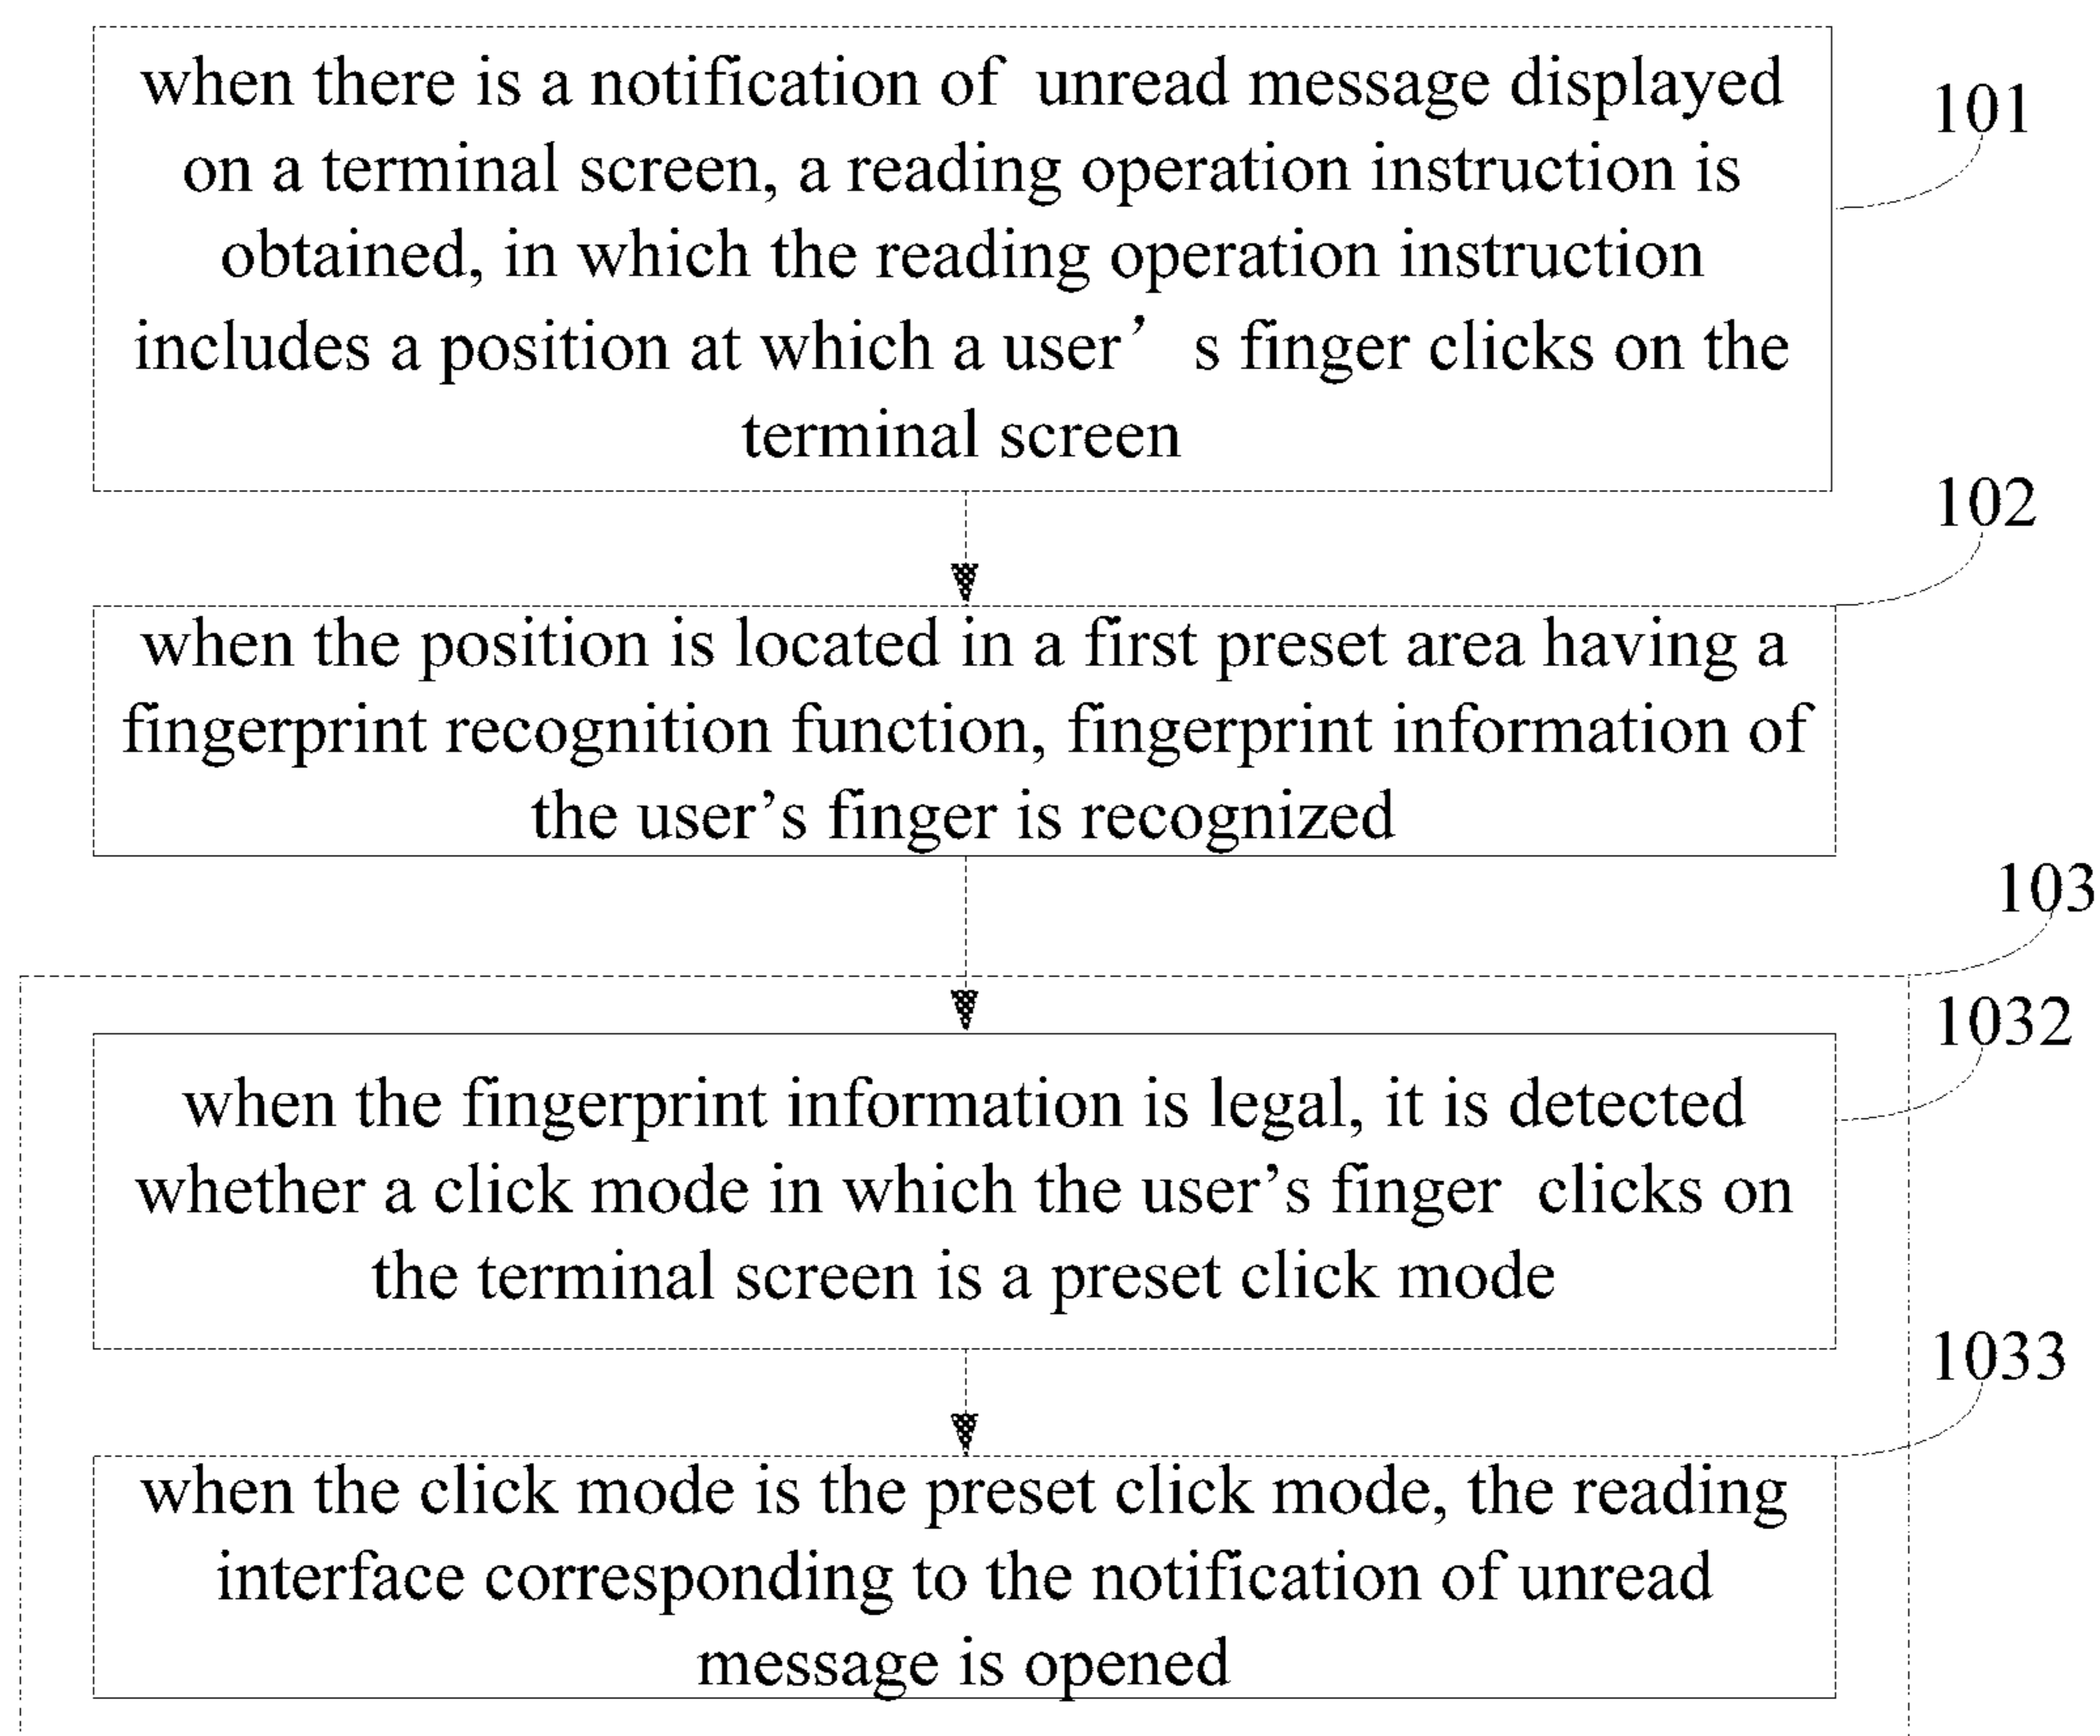 when there is a notification of unread message displayed
on a terminal screen, a reading operation instruction is
obtained, in which the reading operation instruction
includes a position at which a user’ s finger clicks on the
terminal screen
101
102
when the position is located in a first preset area having a
fingerprint recognition function, fingerprint information of
the user’s finger is recognized
103
1032
when the fingerprint information is legal, it is detected
whether a click mode in which the user’s finger clicks on
the terminal screen is a preset click mode
1033
when the click mode is the preset click mode, the reading
interface corresponding to the notification of unread
message is opened